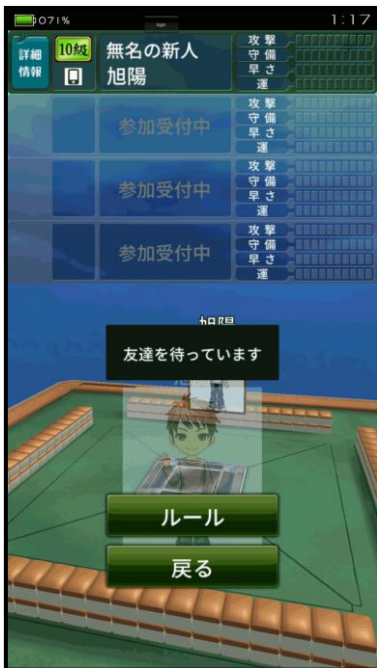 071%
1:17
詳細
情報
10級
無名の新人
旭陽
攻撃
守備
早さ
運
参加受付中
攻撃
守備
早さ
運
参加受付中
攻撃
守備
早さ
運
参加受付中
攻撃
守備
早さ
運
旭陽
友達を待っています
ルール
戻る